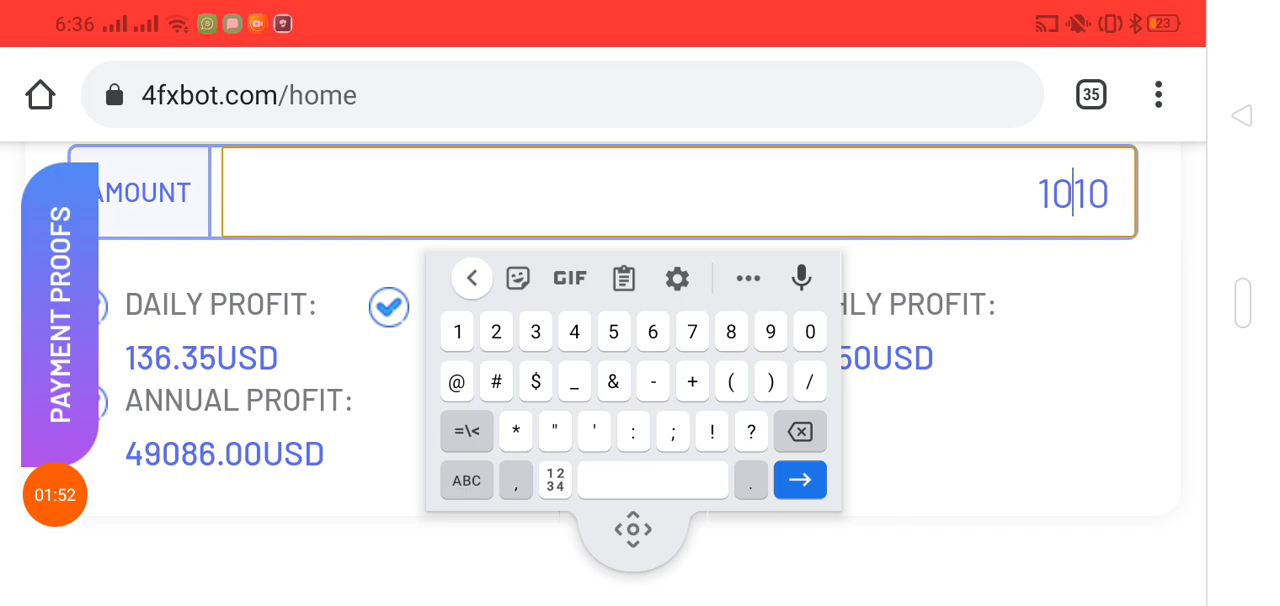 6:36 23
4fxbot.com/home 35
PAYMENT PROOFS
AMOUNT 1010
DAILY PROFIT: HLY PROFIT:
136.35USD 50USD
ANNUAL PROFIT:
49086.00USD
01:52
GIF
1 2 3 4 5 6 7 8 9 0
@ # $ _ & - + ( ) /
=\< * " ' : ; ! ?
ABC , 12 34 .